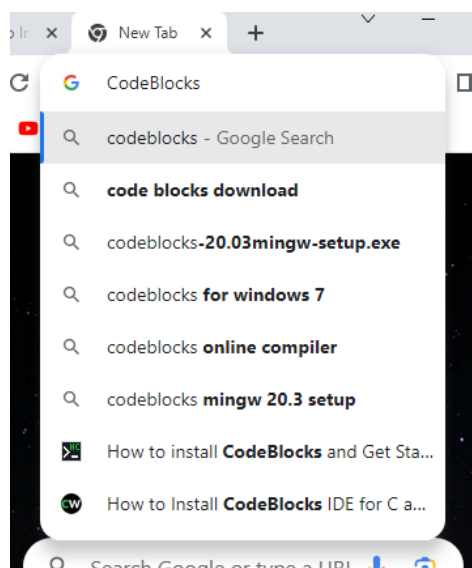 New Tab
CodeBlocks
codeblocks - Google Search
code blocks download
codeblocks-20.03mingw-setup.exe
codeblocks for windows 7
codeblocks online compiler
codeblocks mingw 20.3 setup
How to install CodeBlocks and Get Sta...
How to Install CodeBlocks IDE for C a...
Search Google or type a URL